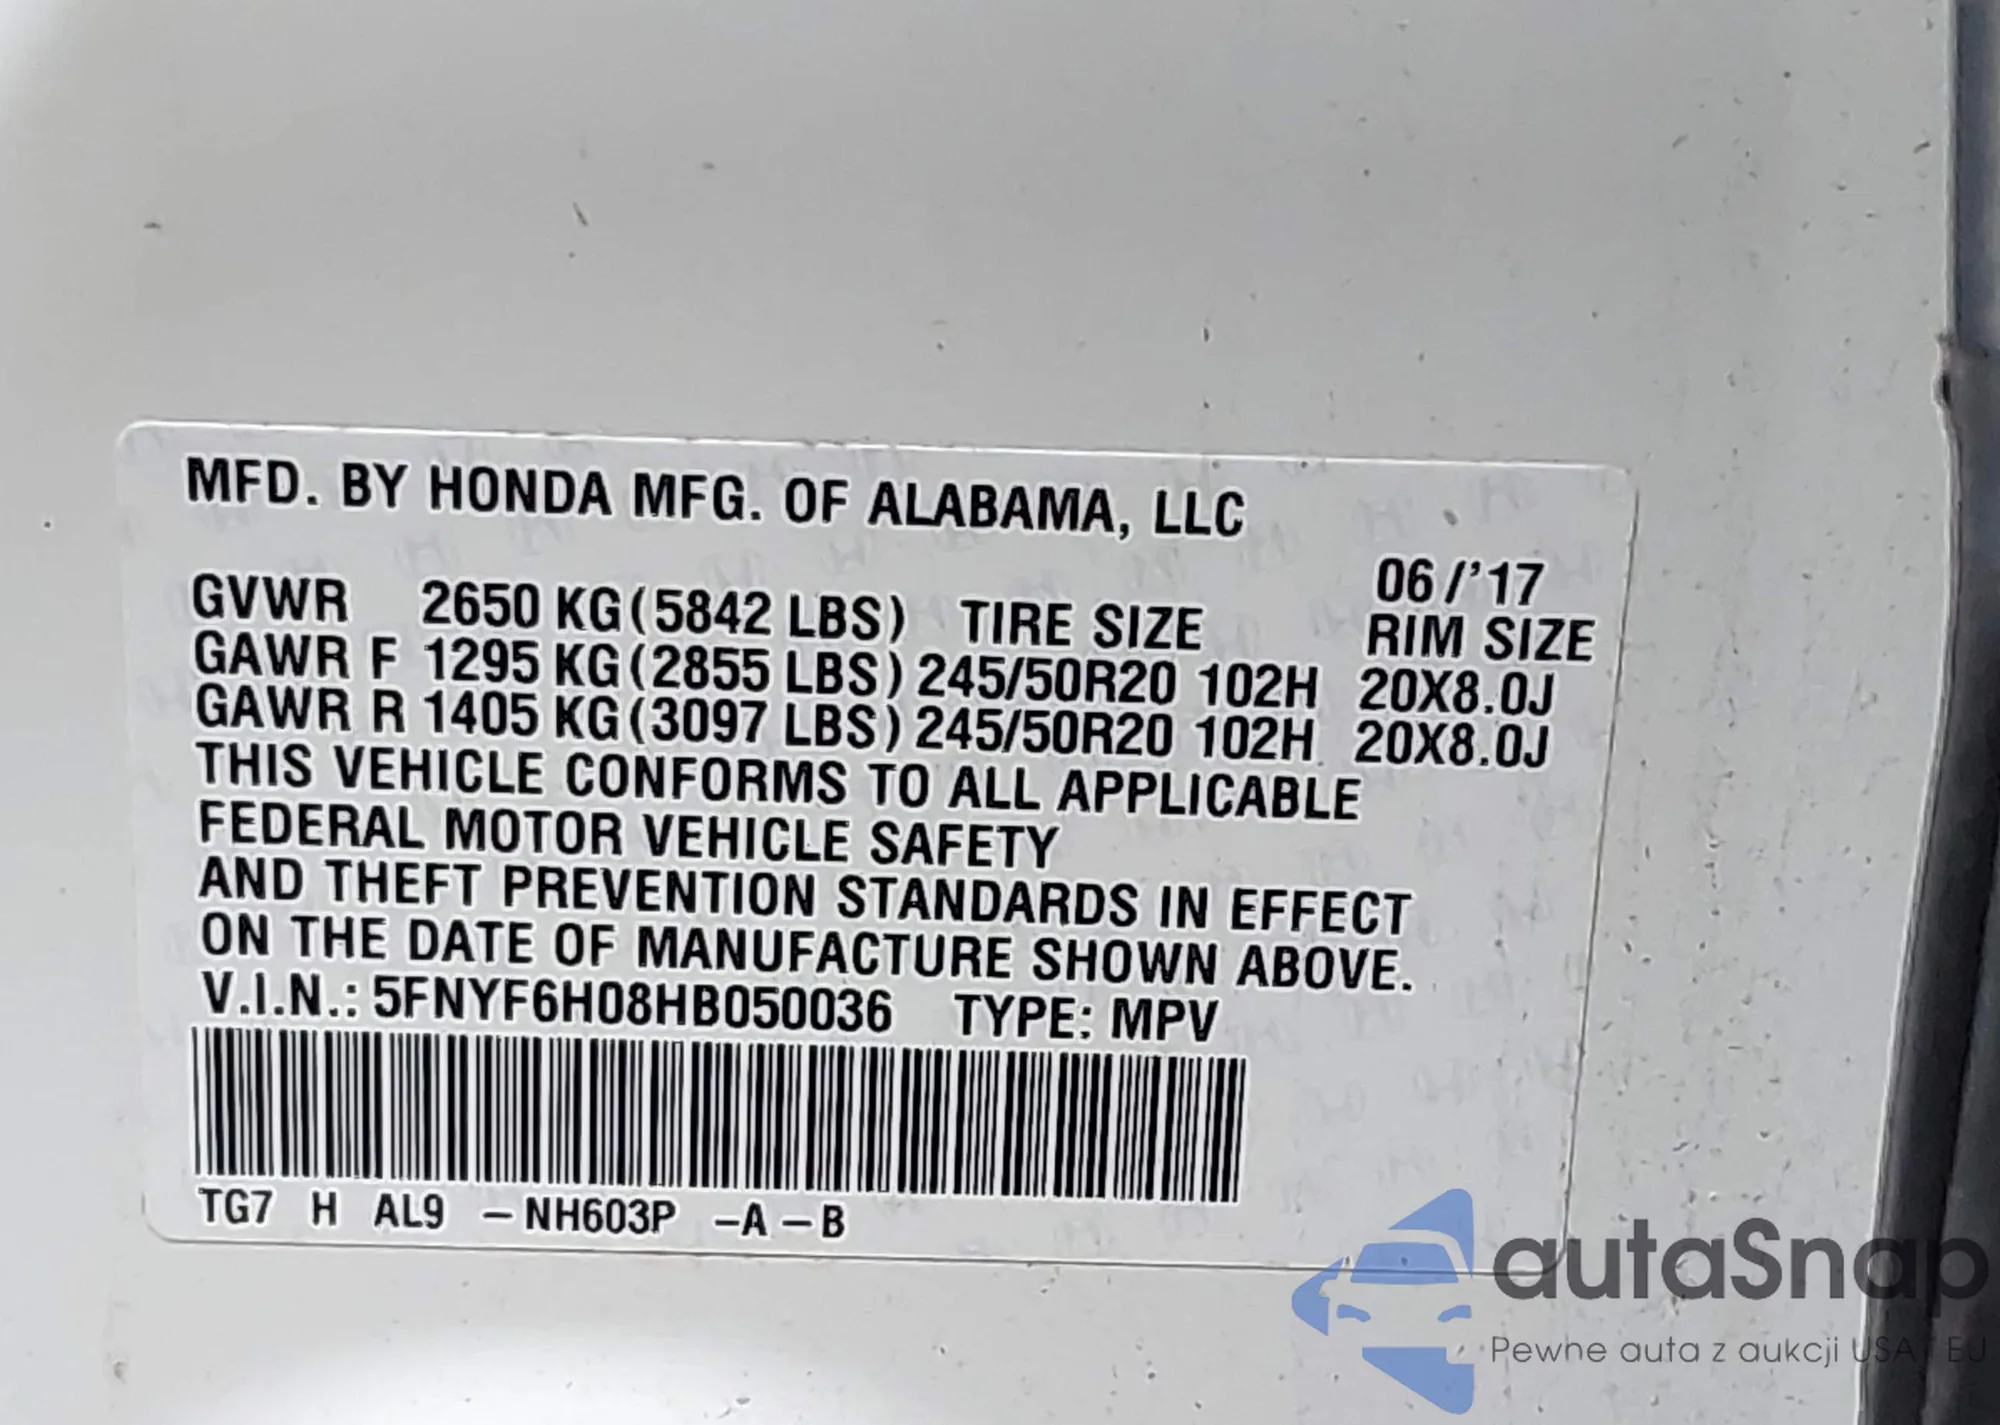 MFD. BY HONDA MFG. OF ALABAMA, LLC
06/'17
GVWR 2650 KG(5842 LBS) TIRE SIZE RIM SIZE
GAWR F 1295 KG(2855 LBS) 245/50R20 102H 20X8.0J
GAWR R 1405 KG(3097 LBS) 245/50R20 102H 20X8.0J
THIS VEHICLE CONFORMS TO ALL APPLICABLE
FEDERAL MOTOR VEHICLE SAFETY
AND THEFT PREVENTION STANDARDS IN EFFECT
ON THE DATE OF MANUFACTURE SHOWN ABOVE.
V.I.N.: 5FNYF6H08HB050036 TYPE: MPV
TG7 H AL9 -NH603P -A-B
autaSnap
Pewne auta z aukcji USA i EU